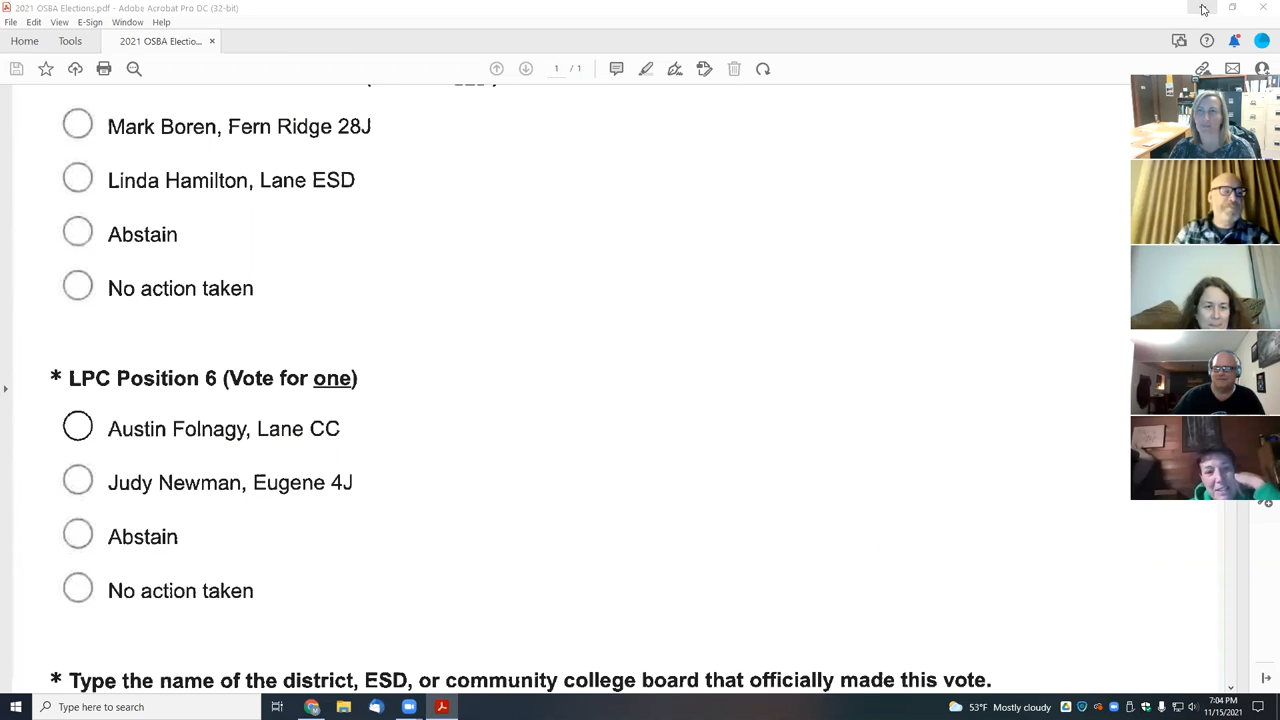 2021 OSBA Elections.pdf - Adobe Acrobat Pro DC (32-bit)
File Edit View E-Sign Window Help
Home Tools 2021 OSBA Electio... ×
1 / 1
Mark Boren, Fern Ridge 28J
Linda Hamilton, Lane ESD
Abstain
No action taken
* LPC Position 6 (Vote for one)
Austin Folnagy, Lane CC
Judy Newman, Eugene 4J
Abstain
No action taken
* Type the name of the district, ESD, or community college board that officially made this vote.
Type here to search
53°F Mostly cloudy
7:04 PM
11/15/2021